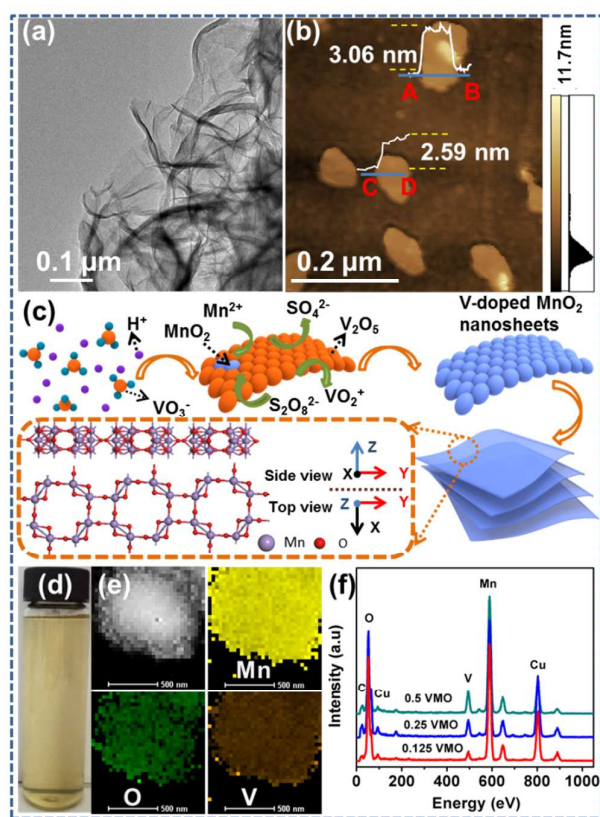 (a)
0.1 μm
(b)
3.06 nm
A B
2.59 nm
C D
0.2 μm
11.7nm
(c)
H⁺
VO₃⁻
MnO₂
Mn²⁺
SO₄²⁻
V₂O₅
S₂O₈²⁻
VO₂⁺
V-doped MnO₂
nanosheets
Side view
Z
X Y
Top view
Z Y
X
Mn O
(d)
(e)
500 nm
Mn
500 nm
O
500 nm
V
500 nm
(f)
Intensity (a.u)
C
O
Cu
V
Mn
Cu
0.5 VMO
0.25 VMO
0.125 VMO
0 200 400 600 800 1000
Energy (eV)